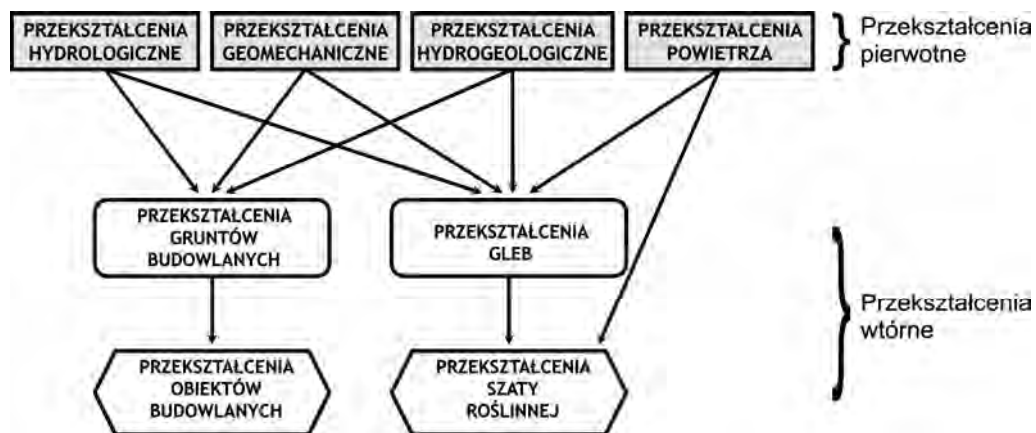 PRZEKSZTAŁCENIA
HYDROLOGICZNE
PRZEKSZTAŁCENIA
GEOMECHANICZNE
PRZEKSZTAŁCENIA
HYDROGEOLOGICZNE
PRZEKSZTAŁCENIA
POWIETRZA
Przekształcenia
pierwotne
PRZEKSZTAŁCENIA
GRUNTÓW
BUDOWLANYCH
PRZEKSZTAŁCENIA
GLEB
Przekształcenia
wtórne
PRZEKSZTAŁCENIA
OBIEKTÓW
BUDOWLANYCH
PRZEKSZTAŁCENIA
SZATY
ROŚLINNEJ